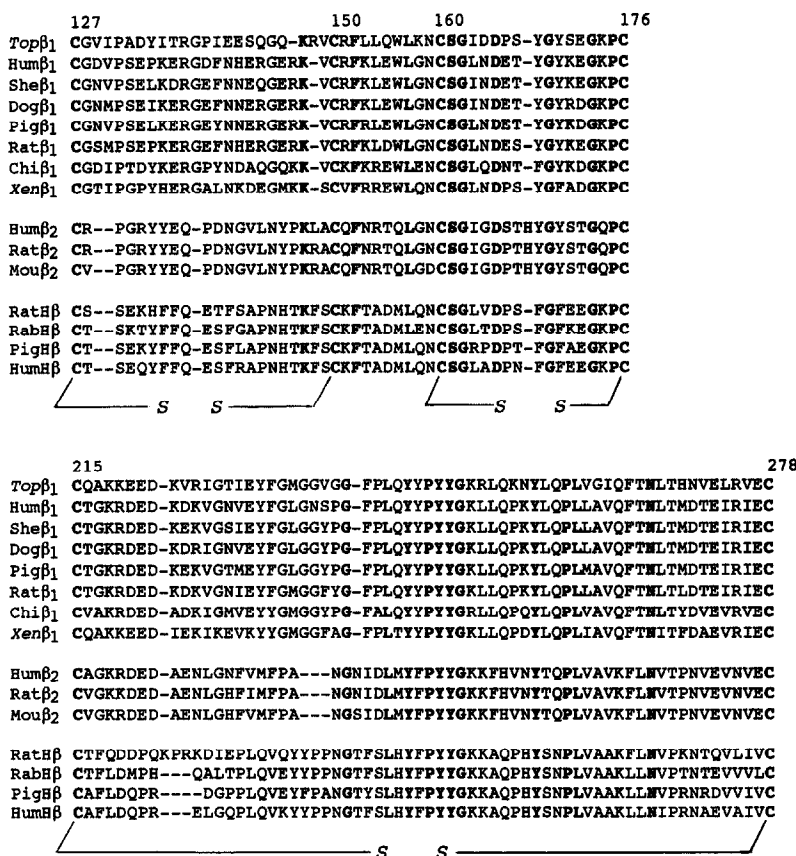 127 150 160 176
Topβ1 CGVIPADYITRGPIEESQGQ-KRVCRFLLQWLKNCSGIDDPS-YGYSEGKPC
Humβ1 CGDVPSEPKERGDFNHERGERK-VCRFKLEWLGNCSGLNDET-YGYKEGKPC
Sheβ1 CGNVPSELKDRGEFNNEQGERK-VCRFKLEWLGNCSGINDET-YGYKEGKPC
Dogβ1 CGNMPSEIKERGEFNNERGERK-VCRFKLEWLGNCSGINDET-YGYRDGKPC
Pigβ1 CGNVPSELKERGEYNNERGERK-VCRFRLEWLGNCSGLNDET-YGYKDGKPC
Ratβ1 CGSMPSEPKERGEFNHERGERK-VCRFKLDWLGNCSGLNDES-YGYKEGKPC
Chiβ1 CGDIPTDYKERGPYNDAQGQKK-VCKFKREWLENCSGLQDNT-FGYKDGKPC
Xenβ1 CGTIPGPYHERGALNKDEGMKK-SCVFRREWLQNCSGLNDPS-YGFADGKPC
Humβ2 CR--PGRYYEQ-PDNGVLNYPKLACQFNRTQLGNCSGIGDSTHYGYSTGQPC
Ratβ2 CR--PGRYYEQ-PDNGVLNYPKRACQFNRTQLGNCSGIGDPTHYGYSTGQPC
Mouβ2 CV--PGRYYEQ-PDNGVLNYPKRACQFNRTQLGDCSGIGDPTHYGYSTGQPC
RatHβ CS--SEKHFFQ-ETFSAPNHTKFSCKFTADMLQNCSGLVDPS-FGFEEGKPC
RabHβ CT--SKTYFFQ-ESFGAPNHTKFSCKFTADMLENCSGLTDPS-FGFKEGKPC
PigHβ CT--SEKYFFQ-ESFLAPNHTKFSCKFTADMLQNCSGRPDPT-FGFAEGKPC
HumHβ CT--SEQYFFQ-ESFRAPNHTKFSCKFTADMLQNCSGLADPN-FGFEEGKPC
S S S S
215 278
Topβ1 CQAKKEED-KVRIGTIEYFGMGGVGG-FPLQYYPYYGKRLQKNYLQPLVGIQFTNLTHNVELRVEC
Humβ1 CTGKRDED-KDKVGNVEYFGLGNSPG-FPLQYYPYYGKLLQPKYLQPLLAVQFTNLTMDTEIRIEC
Sheβ1 CTGKRDED-KEKVGSIEYFGLGGYPG-FPLQYYPYYGKLLQPKYLQPLLAVQFTNLTMDTEIRIEC
Dogβ1 CTGKRDED-KDRIGNVEYFGLGGYPG-FPLQYYPYYGKLLQPKYLQPLLAVQFTNLTMDTEIRIEC
Pigβ1 CTGKRDED-KEKVGTMEYFGLGGYPG-FPLQYYPYYGKLLQPKYLQPLMAVQFTNLTMDTEIRIEC
Ratβ1 CTGKRDED-KDKVGNIEYFGMGGFYG-FPLQYYPYYGKLLQPKYLQPLLAVQFTNLTLDTEIRIEC
Chiβ1 CVAKRDED-ADKIGMVEYYGMGGYPG-FALQYYPYYGRLLQPQYLQPLVAVQFTNLTYDVEVRVEC
Xenβ1 CQAKKEED-IEKIKEVKYYGMGGFAG-FPLTYYPYYGKLLQPDYLQPLIAVQFTNITFDAEVRIEC
Humβ2 CAGKRDED-AENLGNFVMFPA---NGNIDLMYFPYYGKKFHVNYTQPLVAVKFLNVTPNVEVNVEC
Ratβ2 CVGKKDED-AENLGHFIMFPA---NGNIDLMYFPYYGKKFHVNYTQPLVAVKFLNVTPNVEVNVEC
Mouβ2 CVGKRDED-AENLGHFVMFPA---NGSIDLMYFPYYGKKFHVNYTQPLVAVKFLNVTPNVEVNVEC
RatHβ CTFQDDPQKPRKDIEPLQVQYYPPNGTFSLHYFPYYGKKAQPHYSNPLVAAKFLNVPKNTQVLIVC
RabHβ CTFLDMPH---QALTPLQVEYYPPNGTFSLHYFPYYGKKAQPHYSNPLVAAKLLNVPTNTEVVVLC
PigHβ CAFLDQPR----DGPPLQVEYFPANGTYSLHYFPYYGKKAQPHYSNPLVAAKLLNVPRNRDVVIVC
HumHβ CAFLDQPR---ELGQPLQVKYYPPNGTFSLHYFPYYGKKAQPHYSNPLVAAKLLNIPRNAEVAIVC
S S